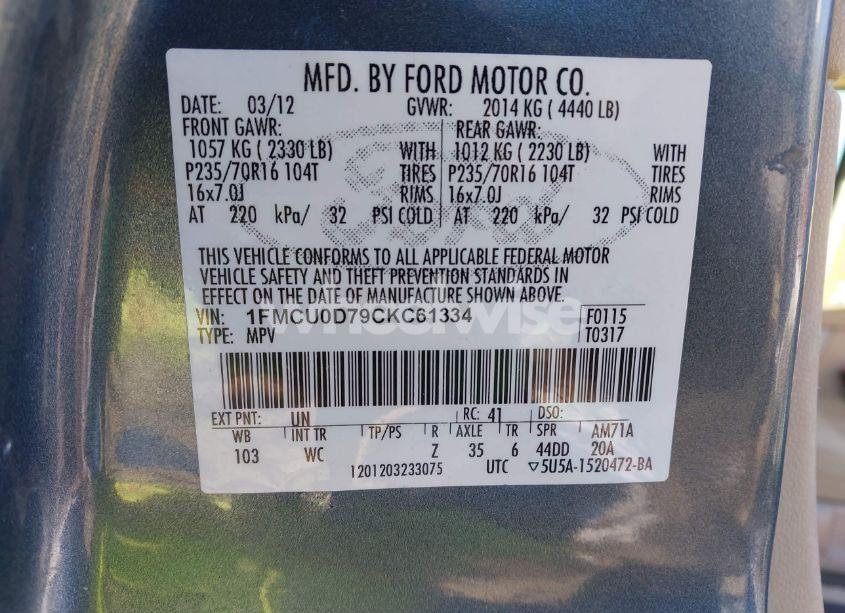 MFD. BY FORD MOTOR CO.
DATE: 03/12 GVWR: 2014 KG ( 4440 LB)
FRONT GAWR: REAR GAWR:
1057 KG ( 2330 LB) WITH 1012 KG ( 2230 LB) WITH
P235/70R16 104T TIRES P235/70R16 104T TIRES
16x7.0J RIMS 16x7.0J RIMS
AT 220 kPa/ 32 PSI COLD AT 220 kPa/ 32 PSI COLD
THIS VEHICLE CONFORMS TO ALL APPLICABLE FEDERAL MOTOR
VEHICLE SAFETY AND THEFT PREVENTION STANDARDS IN
EFFECT ON THE DATE OF MANUFACTURE SHOWN ABOVE.
VIN: 1FMCU0D79CKC61334 F0115
TYPE: MPV T0317
wheelwise
EXT PNT: UN RC: 41 DSO:
WB INT TR TP/PS R AXLE TR SPR AM71A
103 WC Z 35 6 44DD 20A
1201203233075 UTC ▽5U5A-1520472-BA